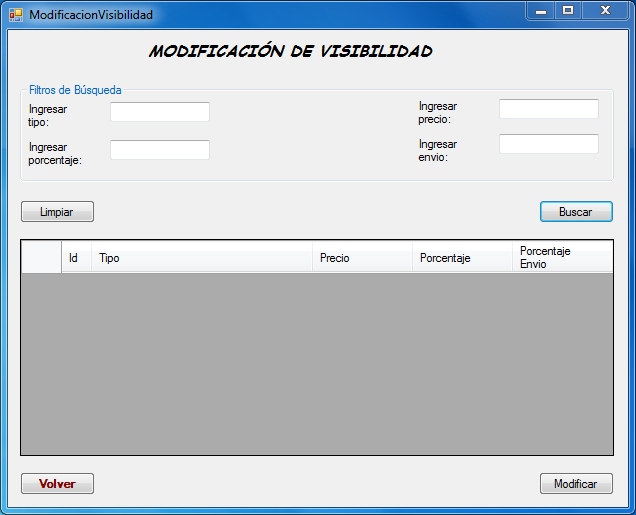 ModificacionVisibilidad
MODIFICACIÓN DE VISIBILIDAD
Filtros de Búsqueda
Ingresar
tipo:
Ingresar
precio:
Ingresar
porcentaje:
Ingresar
envio:
Limpiar
Buscar
Id Tipo Precio Porcentaje Porcentaje
Envio
Volver
Modificar